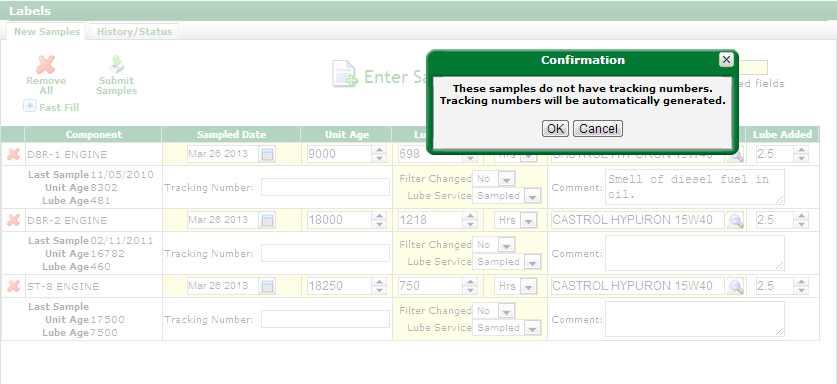 Labels
New Samples History/Status
Remove All
Submit Samples
Fast Fill
Enter Sa
ed fields
Confirmation
These samples do not have tracking numbers.
Tracking numbers will be automatically generated.
OK Cancel
Component Sampled Date Unit Age Lu Lube Added
D8R-1 ENGINE Mar 26 2013 9000 698 Hrs CASTROL HYPURON 15W40 2.5
Last Sample 11/05/2010
Unit Age 8302
Lube Age 481
Tracking Number:
Filter Changed No
Lube Service Sampled
Comment: Smell of diesel fuel in
oil.
D8R-2 ENGINE Mar 26 2013 18000 1218 Hrs CASTROL HYPURON 15W40 2.5
Last Sample 02/11/2011
Unit Age 16782
Lube Age 460
Tracking Number:
Filter Changed No
Lube Service Sampled
Comment:
ST-8 ENGINE Mar 26 2013 18250 750 Hrs CASTROL HYPURON 15W40 2.5
Last Sample
Unit Age 17500
Lube Age 7500
Tracking Number:
Filter Changed No
Lube Service Sampled
Comment: